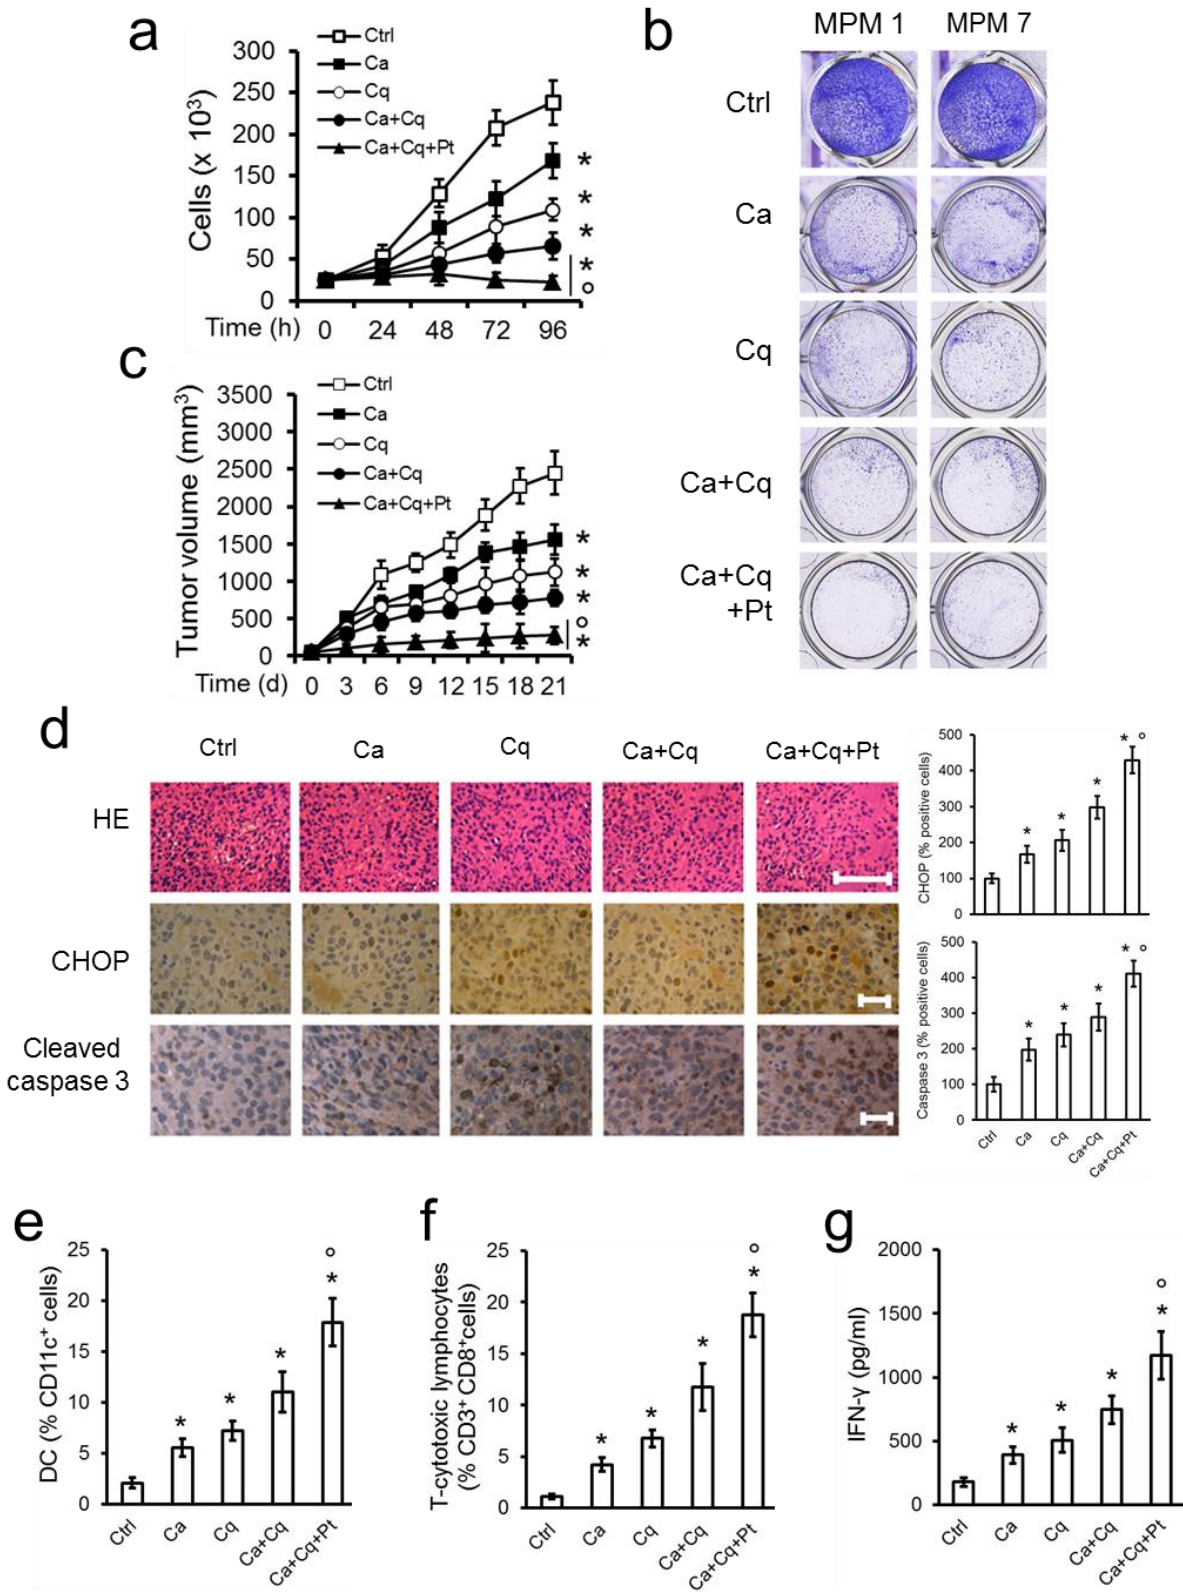 a
Ctrl
Ca
Cq
Ca+Cq
Ca+Cq+Pt
Cells (x 10³)
300
250
200
150
100
50
0
*
*
*
*
°
Time (h) 0 24 48 72 96
b
MPM 1 MPM 7
Ctrl
Ca
Cq
Ca+Cq
Ca+Cq
+Pt
c
Ctrl
Ca
Cq
Ca+Cq
Ca+Cq+Pt
Tumor volume (mm³)
3500
3000
2500
2000
1500
1000
500
0
*
*
*
°
*
Time (d) 0 3 6 9 12 15 18 21
d
Ctrl Ca Cq Ca+Cq Ca+Cq+Pt
HE
CHOP
Cleaved
caspase 3
CHOP (% positive cells)
500
400
300
200
100
0
* * * * °
Caspase 3 (% positive cells)
500
400
300
200
100
0
* * * * °
Ctrl Ca Cq Ca+Cq Ca+Cq+Pt
e
DC (% CD11c⁺ cells)
25
20
15
10
5
0
°
* * * *
Ctrl Ca Cq Ca+Cq Ca+Cq+Pt
f
T-cytotoxic lymphocytes
(% CD3⁺ CD8⁺cells)
25
20
15
10
5
0
°
* * * *
Ctrl Ca Cq Ca+Cq Ca+Cq+Pt
g
IFN-γ (pg/ml)
2000
1500
1000
500
0
°
* * * *
Ctrl Ca Cq Ca+Cq Ca+Cq+Pt